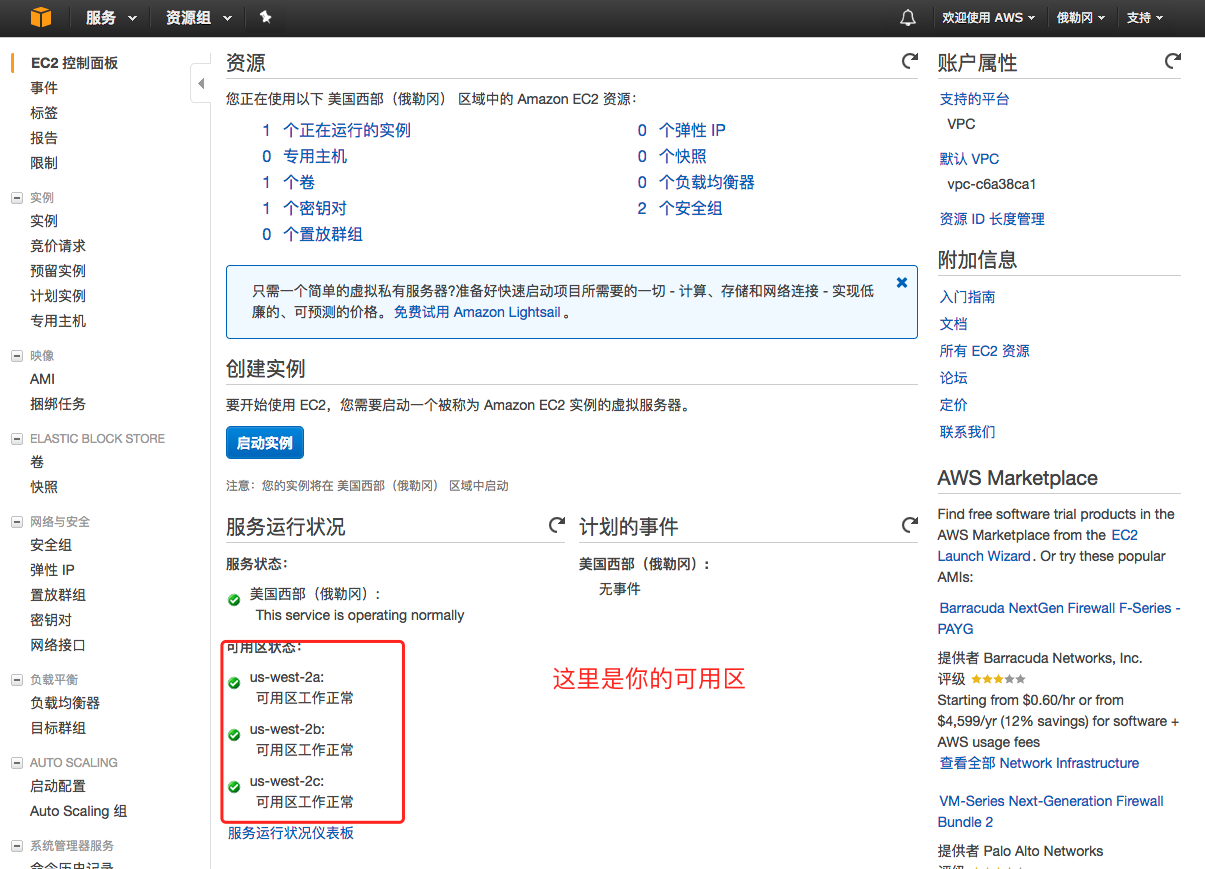 服务
资源组
欢迎使用 AWS
俄勒冈
支持
EC2 控制面板
事件
标签
报告
限制
实例
实例
竞价请求
预留实例
计划实例
专用主机
映像
AMI
捆绑任务
ELASTIC BLOCK STORE
卷
快照
网络与安全
安全组
弹性 IP
置放群组
密钥对
网络接口
负载平衡
负载均衡器
目标群组
AUTO SCALING
启动配置
Auto Scaling 组
系统管理器服务
命令历史记录
资源
您正在使用以下 美国西部（俄勒冈） 区域中的 Amazon EC2 资源：
1 个正在运行的实例
0 专用主机
1 个卷
1 个密钥对
0 个置放群组
0 个弹性 IP
0 个快照
0 个负载均衡器
2 个安全组
只需一个简单的虚拟私有服务器?准备好快速启动项目所需要的一切 - 计算、存储和网络连接 - 实现低
廉的、可预测的价格。 免费试用 Amazon Lightsail 。
创建实例
要开始使用 EC2，您需要启动一个被称为 Amazon EC2 实例的虚拟服务器。
启动实例
注意：您的实例将在 美国西部（俄勒冈） 区域中启动
服务运行状况
服务状态：
美国西部（俄勒冈）：
This service is operating normally
可用区状态：
us-west-2a:
可用区工作正常
us-west-2b:
可用区工作正常
us-west-2c:
可用区工作正常
服务运行状况仪表板
计划的事件
美国西部（俄勒冈）：
无事件
这里是你的可用区
账户属性
支持的平台
VPC
默认 VPC
vpc-c6a38ca1
资源 ID 长度管理
附加信息
入门指南
文档
所有 EC2 资源
论坛
定价
联系我们
AWS Marketplace
Find free software trial products in the
AWS Marketplace from the EC2
Launch Wizard . Or try these popular
AMIs:
Barracuda NextGen Firewall F-Series -
PAYG
提供者 Barracuda Networks, Inc.
评级
Starting from $0.60/hr or from
$4,599/yr (12% savings) for software +
AWS usage fees
查看全部 Network Infrastructure
VM-Series Next-Generation Firewall
Bundle 2
提供者 Palo Alto Networks
评级